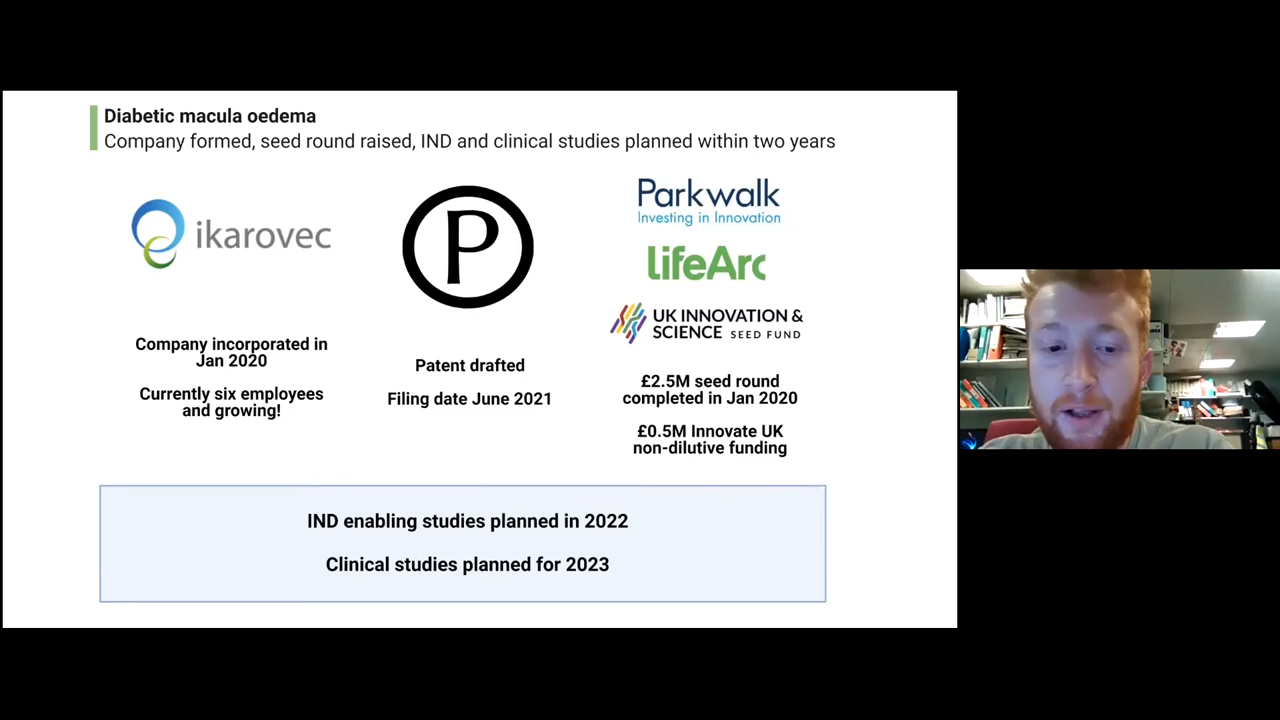 Diabetic macula oedema
Company formed, seed round raised, IND and clinical studies planned within two years
ikarovec
Company incorporated in
Jan 2020
Currently six employees
and growing!
P
Patent drafted
Filing date June 2021
Parkwalk
Investing in Innovation
LifeArc
UK INNOVATION &
SCIENCE SEED FUND
£2.5M seed round
completed in Jan 2020
£0.5M Innovate UK
non-dilutive funding
IND enabling studies planned in 2022
Clinical studies planned for 2023